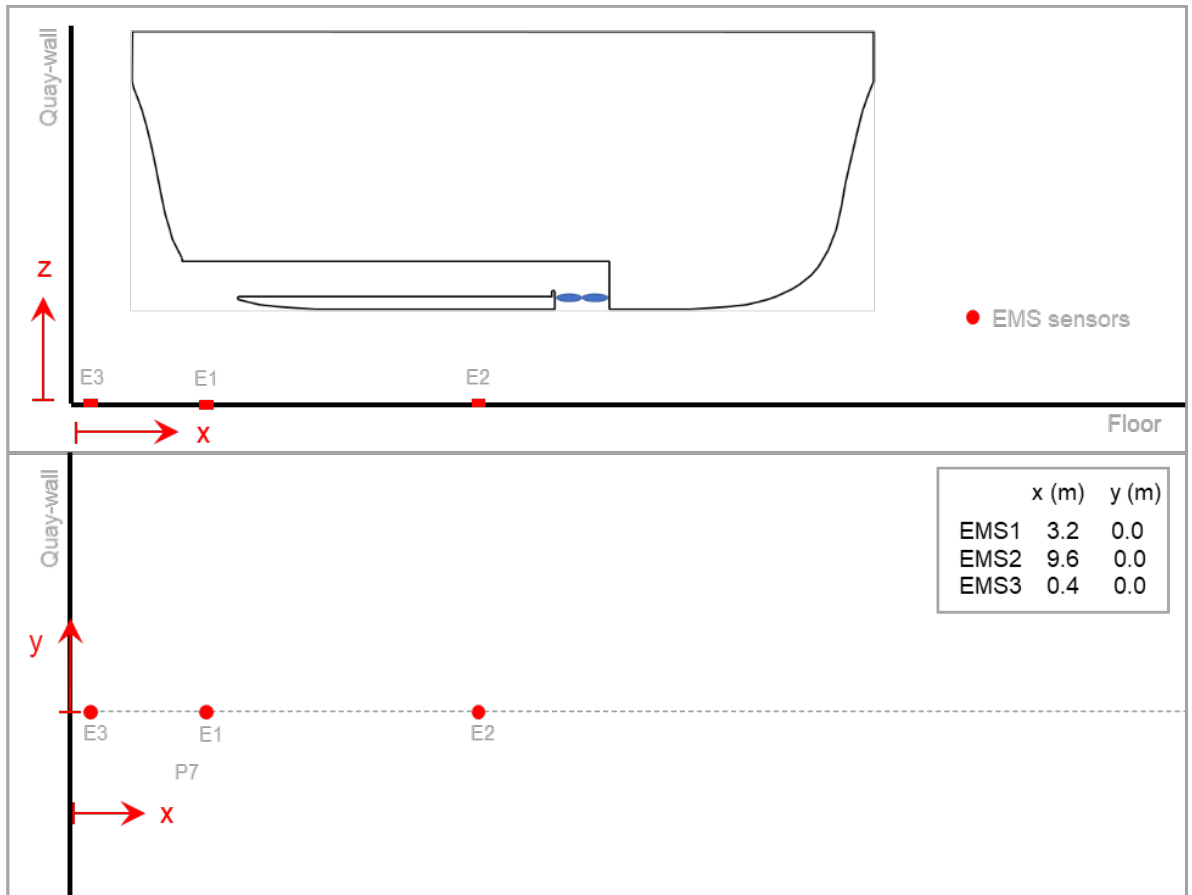 Quay-wall
z
E3
E1
E2
EMS sensors
x
Floor
Quay-wall
x (m) y (m)
EMS1 3.2 0.0
EMS2 9.6 0.0
EMS3 0.4 0.0
y
E3
E1
E2
P7
x